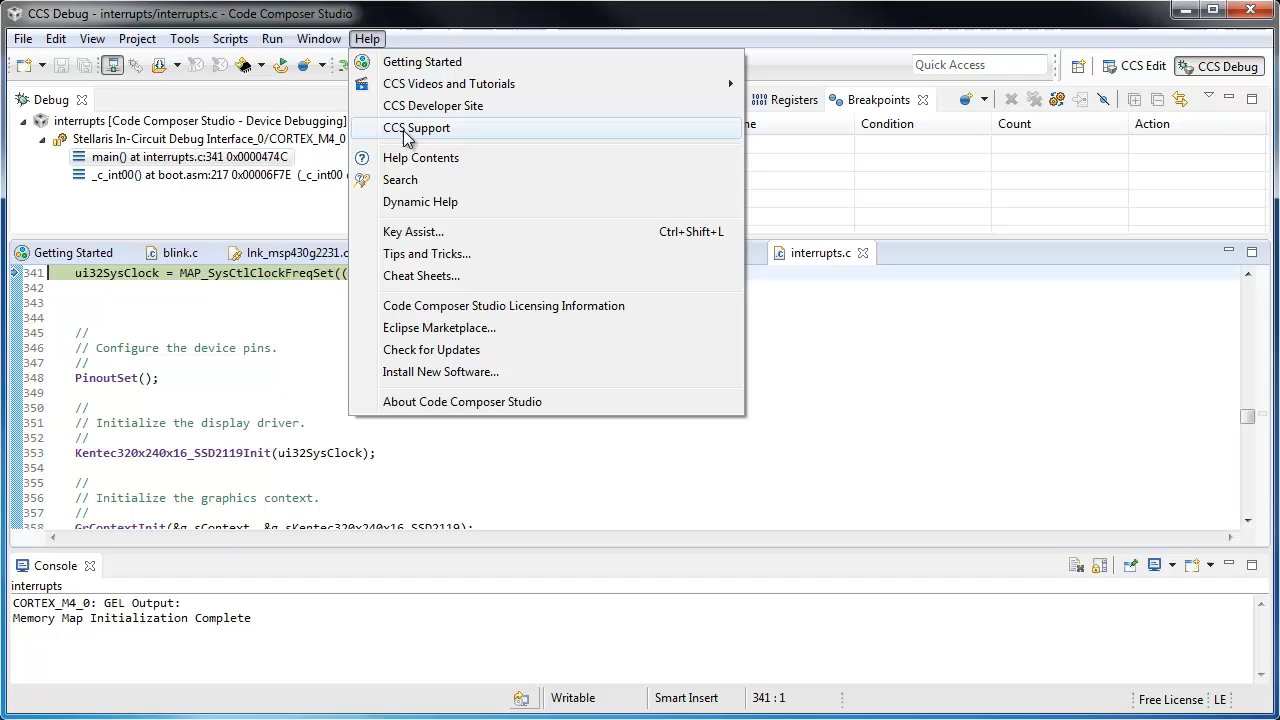 CCS Debug - interrupts/interrupts.c - Code Composer Studio
File Edit View Project Tools Scripts Run Window Help
Quick Access
CCS Edit
CCS Debug
Getting Started
CCS Videos and Tutorials
CCS Developer Site
CCS Support
Help Contents
Search
Dynamic Help
Key Assist... Ctrl+Shift+L
Tips and Tricks...
Cheat Sheets...
Code Composer Studio Licensing Information
Eclipse Marketplace...
Check for Updates
Install New Software...
About Code Composer Studio
Debug
interrupts [Code Composer Studio - Device Debugging]
Stellaris In-Circuit Debug Interface_0/CORTEX_M4_0
main() at interrupts.c:341 0x0000474C
_c_int00() at boot.asm:217 0x00006F7E (_c_int00
Registers
Breakpoints
Condition Count Action
Getting Started
blink.c
lnk_msp430g2231.c
interrupts.c
341 ui32SysClock = MAP_SysCtlClockFreqSet((
342
343
344
345 //
346 // Configure the device pins.
347 //
348 PinoutSet();
349
350 //
351 // Initialize the display driver.
352 //
353 Kentec320x240x16_SSD2119Init(ui32SysClock);
354
355 //
356 // Initialize the graphics context.
357 //
358 GrContextInit(&g_sContext, &g_sKentec320x240x16_SSD2119);
Console
interrupts
CORTEX_M4_0: GEL Output:
Memory Map Initialization Complete
Writable
Smart Insert
341 : 1
Free License
LE